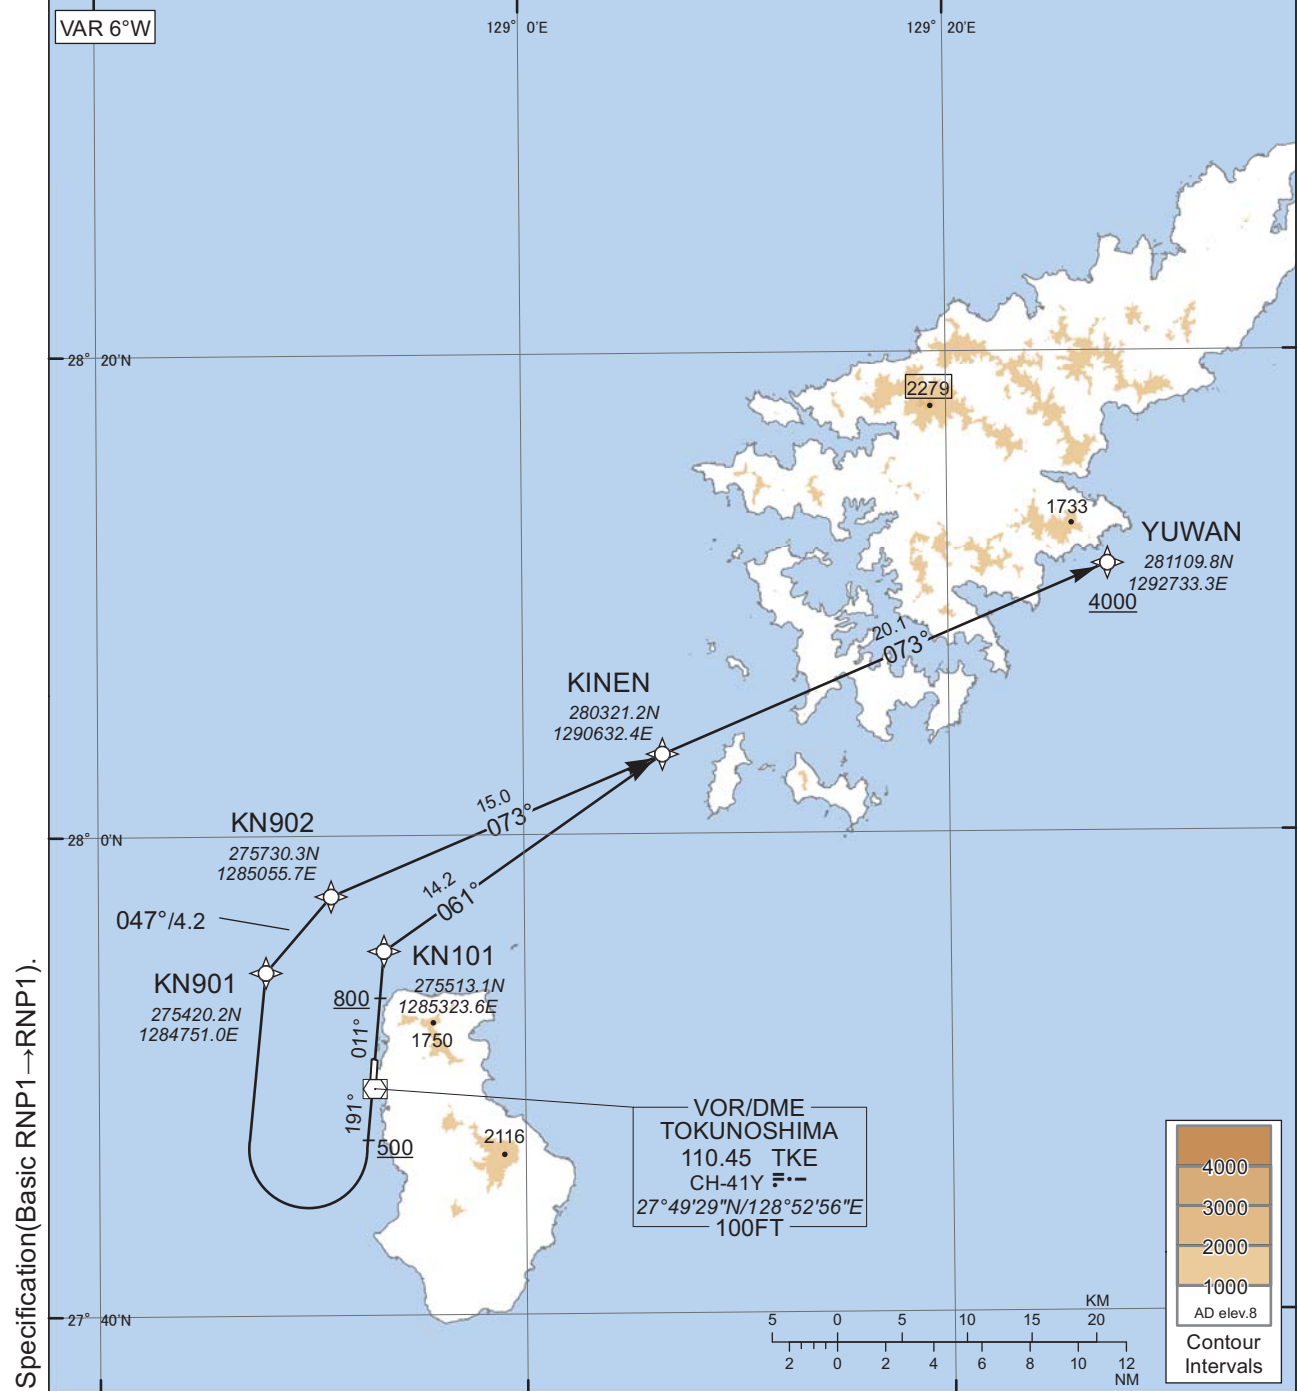 VAR 6°W
129° 0'E
129° 20'E
28° 20'N
2279
1733
YUWAN
281109.8N
1292733.3E
4000
20.1
073°
KINEN
280321.2N
1290632.4E
15.0
073°
KN902
275730.3N
1285055.7E
28° 0'N
14.2
061°
047°/4.2
KN901
275420.2N
1284751.0E
KN101
275513.1N
1285323.6E
800
011°
1750
191°
500
2116
VOR/DME
TOKUNOSHIMA
110.45 TKE
CH-41Y
27°49'29"N/128°52'56"E
100FT
27° 40'N
KM
5 0 5 10 15 20
2 0 2 4 6 8 10 12
NM
4000
3000
2000
1000
AD elev.8
Contour
Intervals
Specification(Basic RNP1→RNP1).